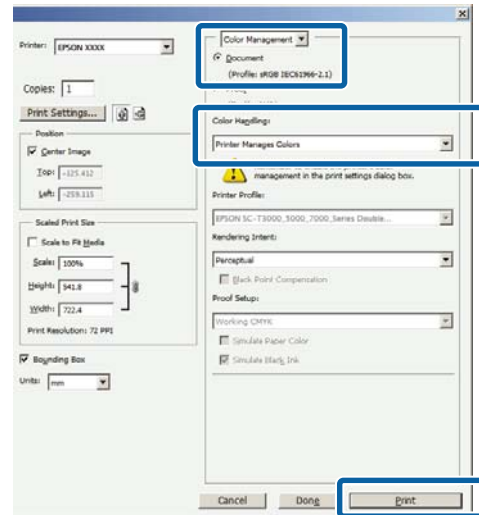 Printer: EPSON XXXX
Copies: 1
Print Settings...
Position
Center Image
Top: -125.412
Left: -259.115
Scaled Print Size
Scale to Fit Media
Scale: 100%
Height: 541.8
Width: 722.4
Print Resolution: 72 PPI
Bounding Box
Units: mm
Color Management
Document
(Profile: sRGB IEC61966-2.1)
Color Handling:
Printer Manages Colors
management in the print settings dialog box.
Printer Profile:
EPSON SC-T3000_5000_7000_Series Double...
Rendering Intent:
Perceptual
Black Point Compensation
Proof Setup:
Working CMYK
Simulate Paper Color
Simulate Black Ink
Cancel
Done
Print